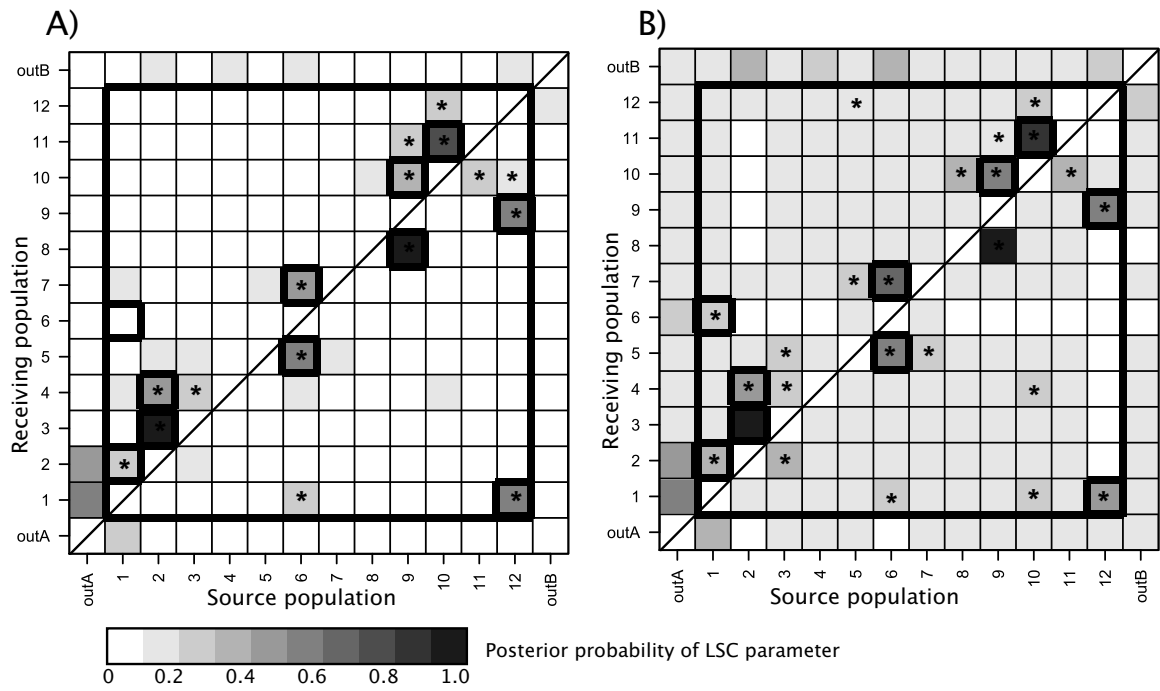 A)
B)
outB
12
11
10
9
8
7
6
5
4
3
2
1
outA
Receiving population
outA 1 2 3 4 5 6 7 8 9 10 11 12 outB
Source population
outB
12
11
10
9
8
7
6
5
4
3
2
1
outA
Receiving population
outA 1 2 3 4 5 6 7 8 9 10 11 12 outB
Source population
Posterior probability of LSC parameter
0 0.2 0.4 0.6 0.8 1.0